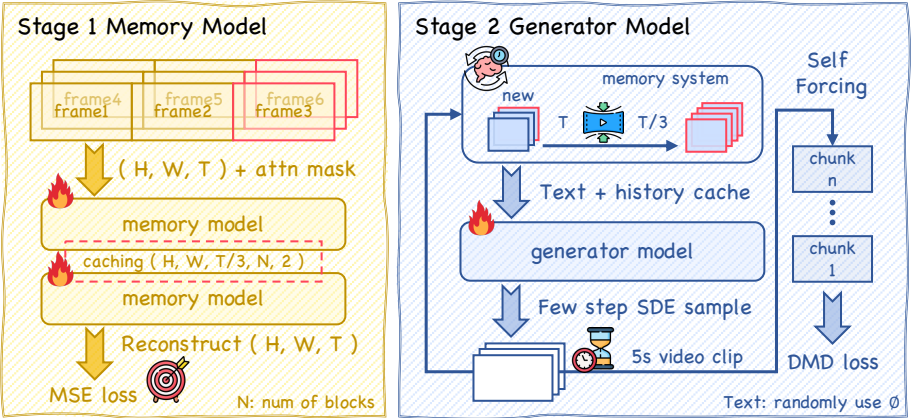 Stage 1 Memory Model
frame4 frame5 frame6
frame1 frame2 frame3
( H, W, T ) + attn mask
memory model
caching ( H, W, T/3, N, 2 )
memory model
Reconstruct ( H, W, T )
MSE loss
N: num of blocks
Stage 2 Generator Model
memory system
new
T T/3
Text + history cache
generator model
Few step SDE sample
5s video clip
Self
Forcing
chunk
n
chunk
1
DMD loss
Text: randomly use ∅